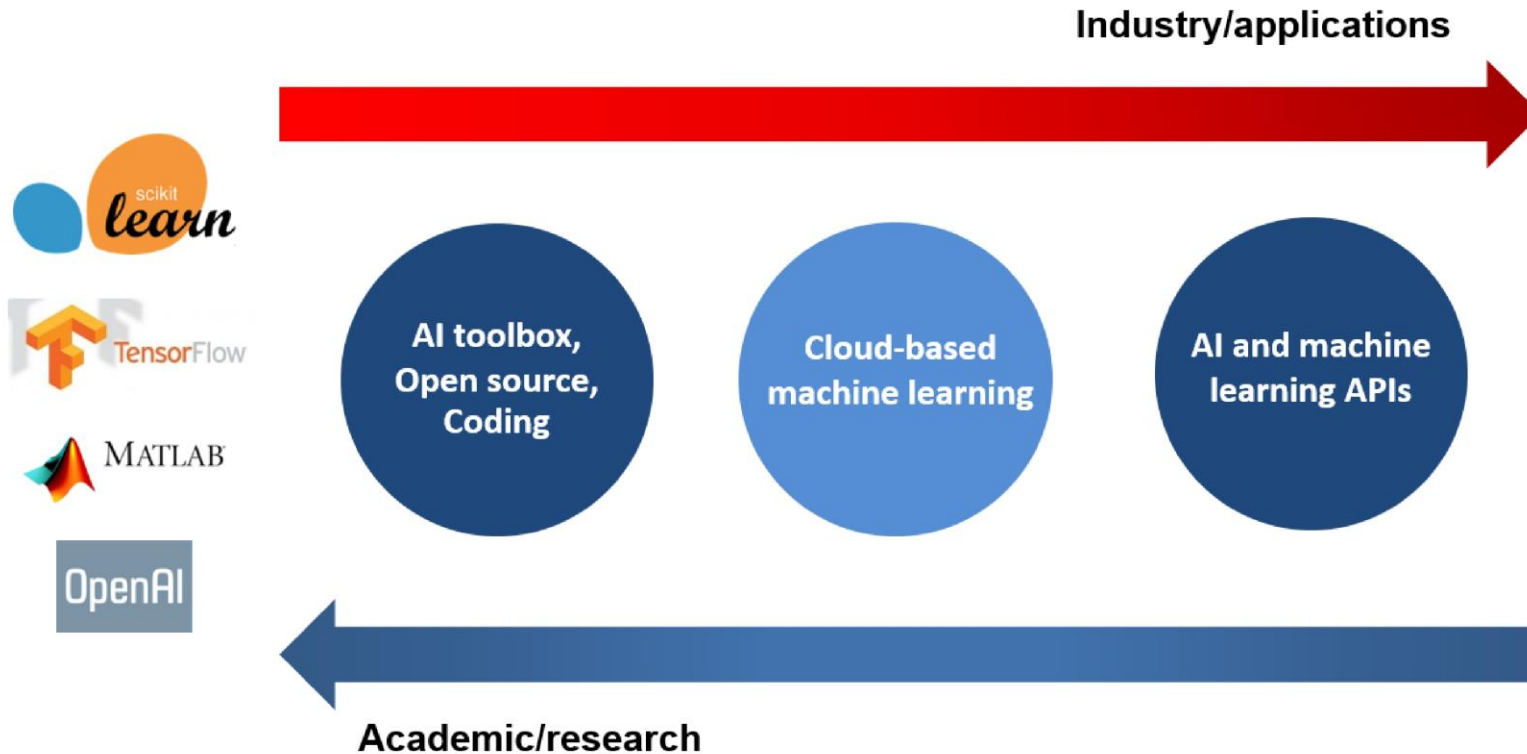 Industry/applications
scikit
learn
TensorFlow
MATLAB
OpenAI
AI toolbox,
Open source,
Coding
Cloud-based
machine learning
AI and machine
learning APIs
Academic/research